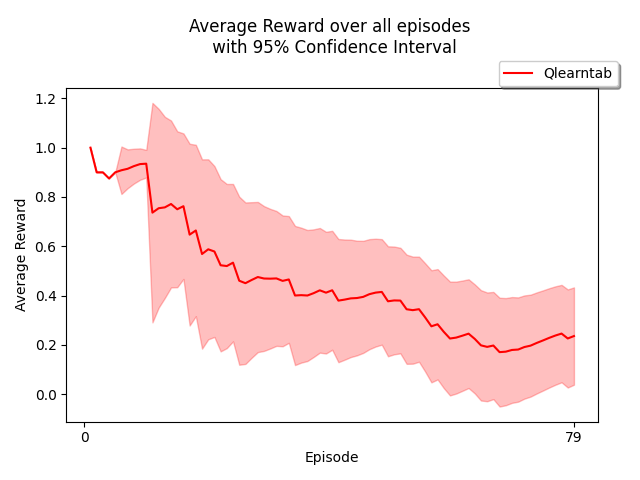 Average Reward over all episodes
with 95% Confidence Interval
Qlearntab
1.2
1.0
0.8
0.6
0.4
0.2
0.0
Average Reward
0
79
Episode